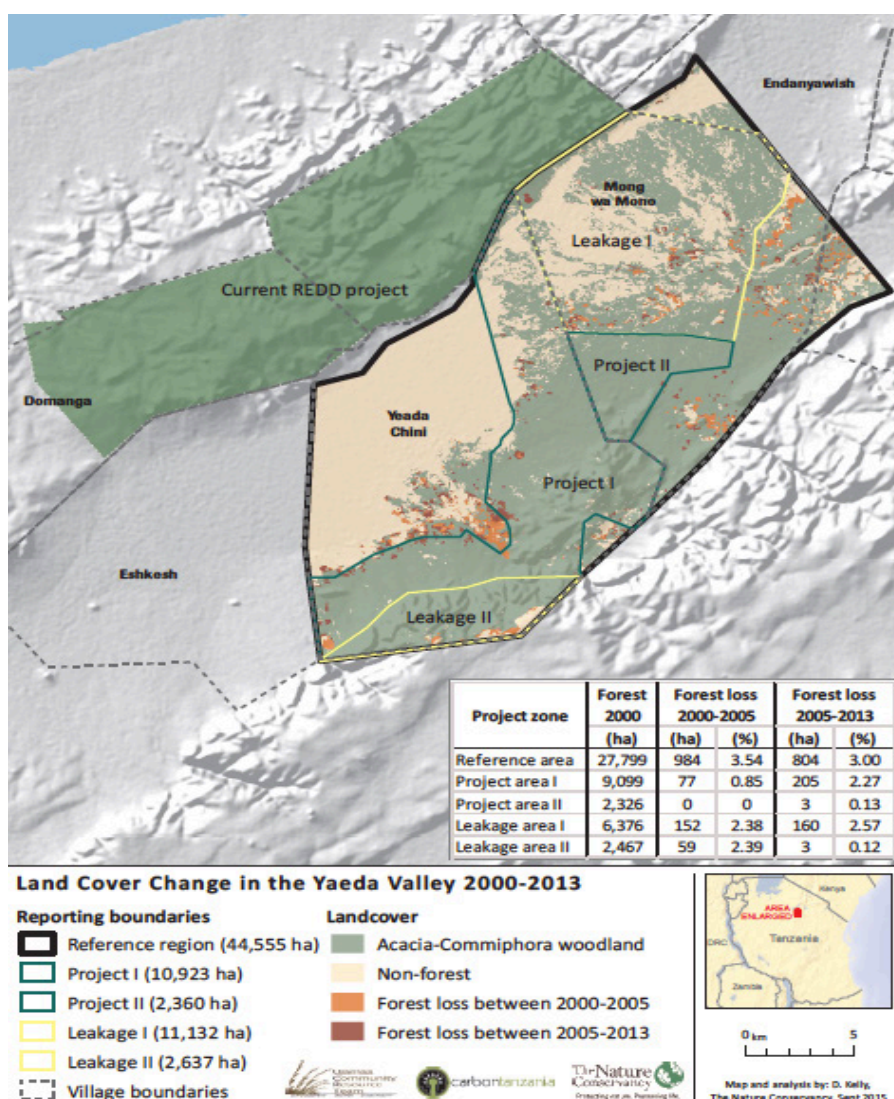 Endanyawish
Mong
wa Mono
Leakage I
Current REDD project
Project II
Domanga
Yeada
Chini
Project I
Eshkesh
Leakage II
Project zone Forest 2000 Forest loss 2000-2005 Forest loss 2005-2013
(ha) (ha) (%) (ha) (%)
Reference area 27,799 984 3.54 804 3.00
Project area I 9,099 77 0.85 205 2.27
Project area II 2,326 0 0 3 0.13
Leakage area I 6,376 152 2.38 160 2.57
Leakage area II 2,467 59 2.39 3 0.12
Land Cover Change in the Yaeda Valley 2000-2013
Reporting boundaries
Reference region (44,555 ha)
Project I (10,923 ha)
Project II (2,360 ha)
Leakage I (11,132 ha)
Leakage II (2,637 ha)
Village boundaries
Landcover
Acacia-Commiphora woodland
Non-forest
Forest loss between 2000-2005
Forest loss between 2005-2013
Community
Resource
Team
carbontanzania
The Nature
Conservancy
Protecting nature. Preserving life.
Kenya
AREA
ENLARGED
DRC
Tanzania
Zambia
0 km 5
Map and analysis by: D. Kelly,
The Nature Conservancy, Sept 2015